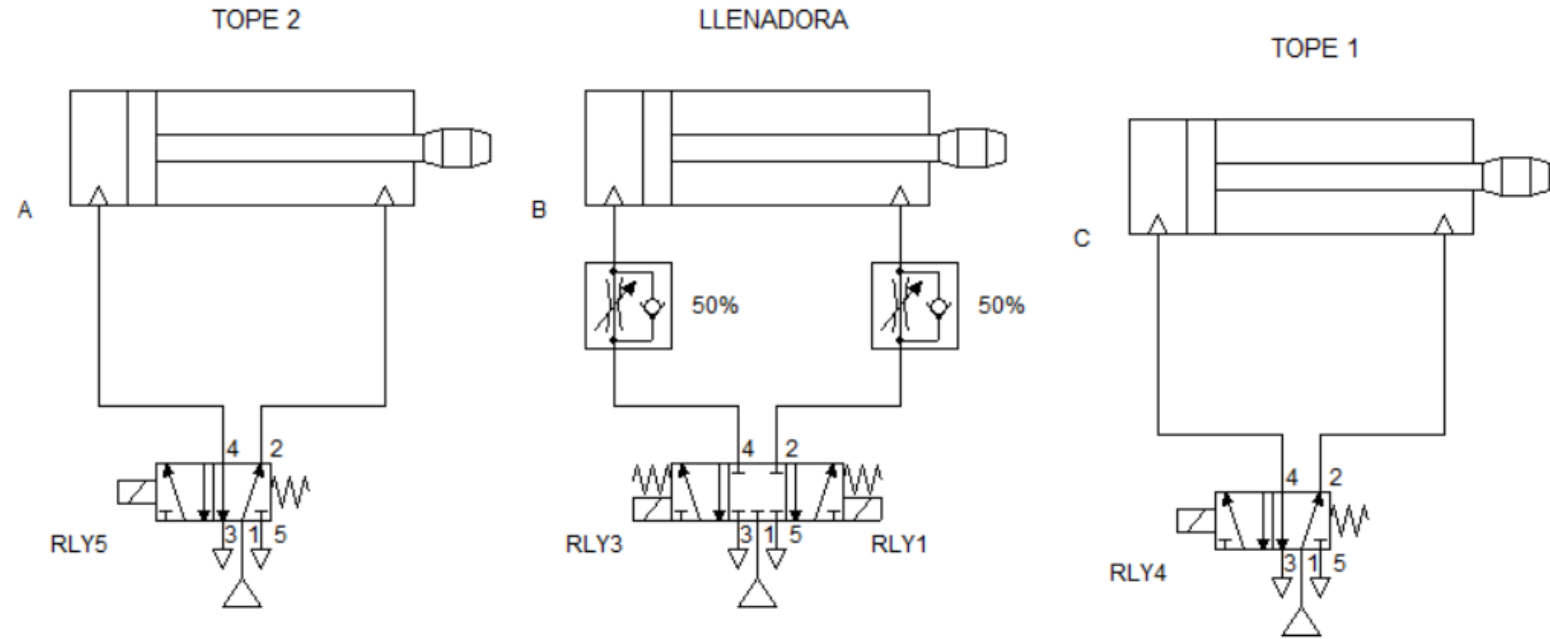 TOPE 2
LLENADORA
TOPE 1
A
B
C
50%
50%
4 2
4 2
4 2
3 1 5
3 1 5
3 1 5
RLY5
RLY3
RLY1
RLY4